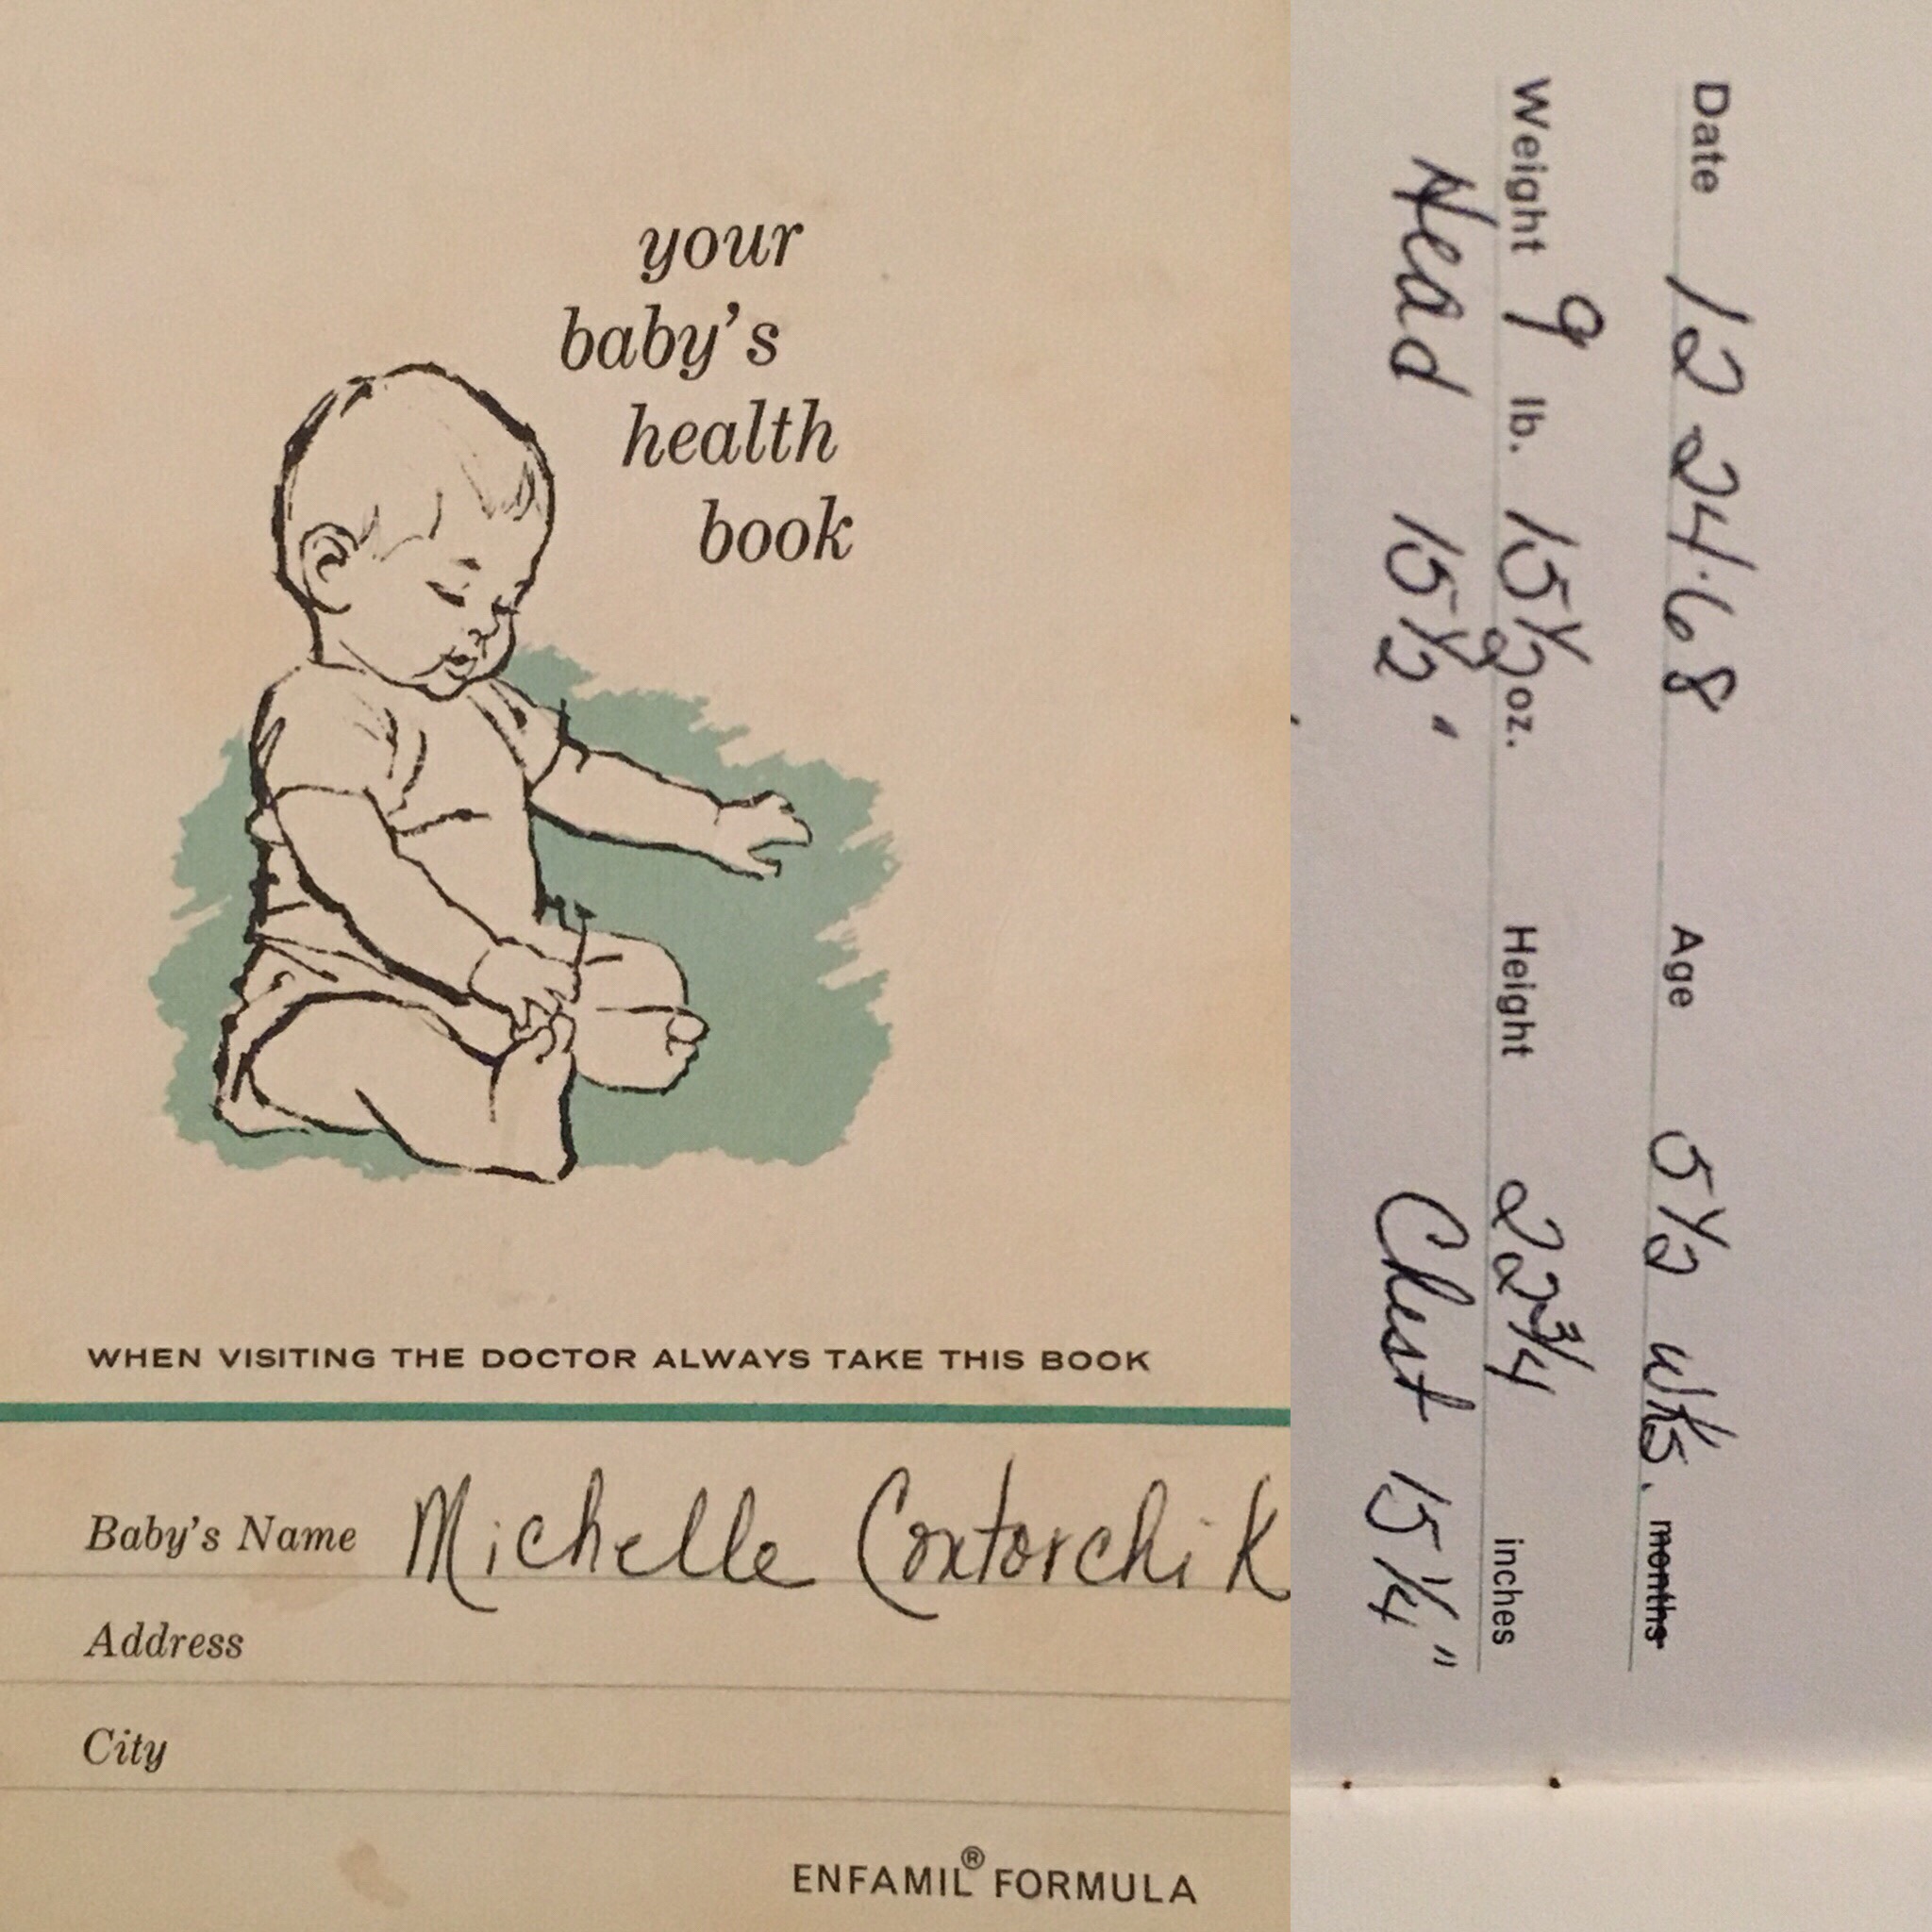 your
baby's
health
book
WHEN VISITING THE DOCTOR ALWAYS TAKE THIS BOOK
Baby's Name Michelle Coxtorchik
Address
City
ENFAMIL® FORMULA
Date 12 24·68 Age 5½ wks. months
Weight 9 lb. 15½ oz. Height 22¾ inches
Head 15½" Chest 15¼"